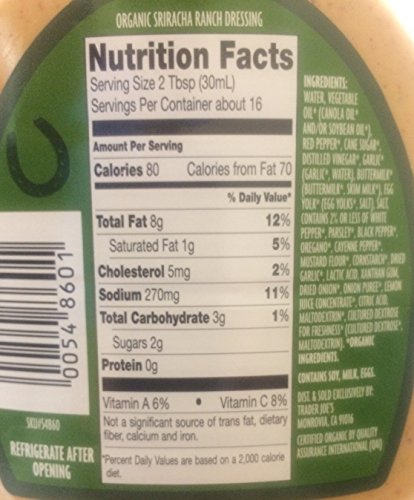 ORGANIC SRIRACHA RANCH DRESSING
Nutrition Facts
Serving Size 2 Tbsp (30mL)
Servings Per Container about 16
Amount Per Serving
Calories 80 Calories from Fat 70
% Daily Value*
Total Fat 8g 12%
Saturated Fat 1g 5%
Cholesterol 5mg 2%
Sodium 270mg 11%
Total Carbohydrate 3g 1%
Sugars 2g
Protein 0g
Vitamin A 6% • Vitamin C 8%
Not a significant source of trans fat, dietary
fiber, calcium and iron.
*Percent Daily Values are based on a 2,000 calorie
diet.
INGREDIENTS:
WATER, VEGETABLE
OIL* (CANOLA OIL*
AND/OR SOYBEAN OIL*),
RED PEPPER*, CANE SUGAR*,
DISTILLED VINEGAR*, GARLIC*
(GARLIC*, WATER), BUTTERMILK*
(BUTTERMILK*, SKIM MILK*), EGG
YOLK* (EGG YOLKS*, SALT), SALT,
CONTAINS 2% OR LESS OF WHITE
PEPPER*, PARSLEY*, BLACK PEPPER*,
OREGANO*, CAYENNE PEPPER*,
MUSTARD FLOUR*, CORNSTARCH*, DRIED
GARLIC*, LACTIC ACID, XANTHAN GUM,
DRIED ONION*, ONION PUREE*, LEMON
JUICE CONCENTRATE*, CITRIC ACID,
MALTODEXTRIN*, CULTURED DEXTROSE
FOR FRESHNESS* (CULTURED DEXTROSE*,
MALTODEXTRIN). *ORGANIC
INGREDIENTS.
CONTAINS SOY, MILK, EGGS.
DIST. & SOLD EXCLUSIVELY BY:
TRADER JOE'S
MONROVIA, CA 91016
CERTIFIED ORGANIC BY QUALITY
ASSURANCE INTERNATIONAL (QAI)
0054 8601
SKU#54860
REFRIGERATE AFTER
OPENING